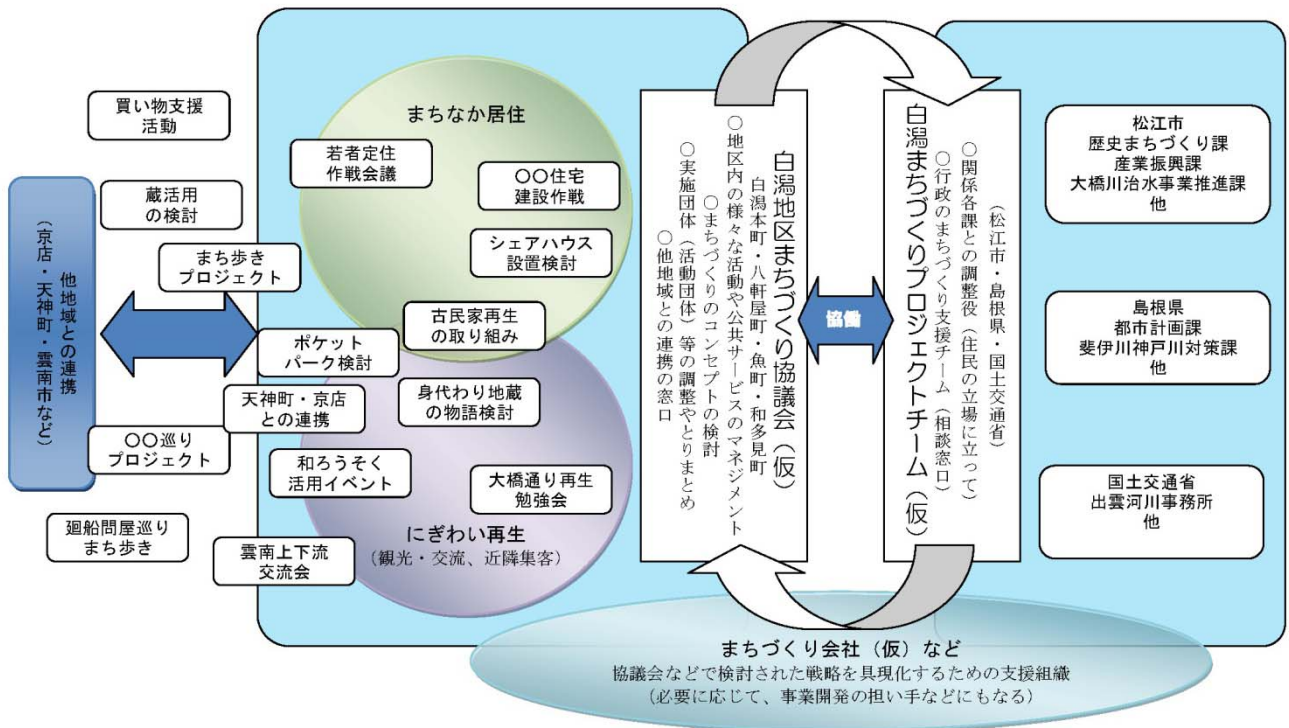 他地域との連携
（京店・天神町・雲南市など）
買い物支援
活動
蔵活用
の検討
まち歩き
プロジェクト
ポケット
パーク検討
天神町・京店
との連携
〇〇巡り
プロジェクト
廻船問屋巡り
まち歩き
雲南上下流
交流会
まちなか居住
若者定住
作戦会議
〇〇住宅
建設作戦
シェアハウス
設置検討
古民家再生
の取り組み
身代わり地蔵
の物語検討
和ろうそく
活用イベント
大橋通り再生
勉強会
にぎわい再生
（観光・交流、近隣集客）
白潟地区まちづくり協議会（仮）
白潟本町・八軒屋町・魚町・和多見町
○地区内の様々な活動や公共サービスのマネジメント
○まちづくりのコンセプトの検討
○実施団体（活動団体）等の調整やとりまとめ
○他地域との連携の窓口
協働
白潟まちづくりプロジェクトチーム（仮）
（松江市・島根県・国土交通省）
○関係各課との調整役（住民の立場に立って）
○行政のまちづくり支援チーム（相談窓口）
松江市
歴史まちづくり課
産業振興課
大橋川治水事業推進課
他
島根県
都市計画課
斐伊川神戸川対策課
他
国土交通省
出雲河川事務所
他
まちづくり会社（仮）など
協議会などで検討された戦略を具現化するための支援組織
（必要に応じて、事業開発の担い手などにもなる）